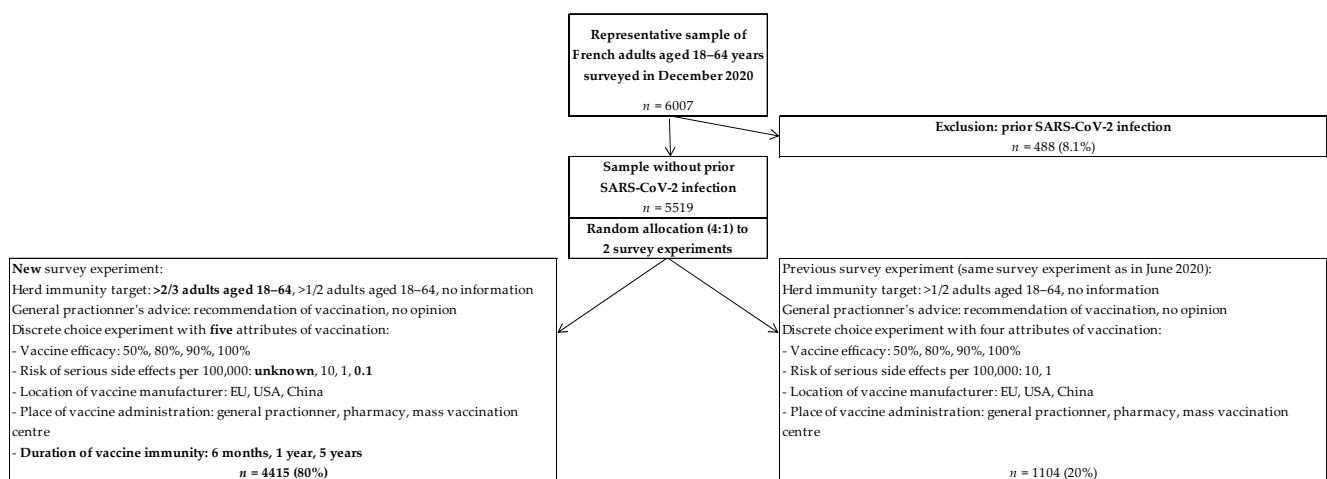 Representative sample of
French adults aged 18–64 years
surveyed in December 2020
n = 6007
Exclusion: prior SARS-CoV-2 infection
n = 488 (8.1%)
Sample without prior
SARS-CoV-2 infection
n = 5519
Random allocation (4:1) to
2 survey experiments
New survey experiment:
Herd immunity target: >2/3 adults aged 18–64, >1/2 adults aged 18–64, no information
General practionner's advice: recommendation of vaccination, no opinion
Discrete choice experiment with five attributes of vaccination:
- Vaccine efficacy: 50%, 80%, 90%, 100%
- Risk of serious side effects per 100,000: unknown, 10, 1, 0.1
- Location of vaccine manufacturer: EU, USA, China
- Place of vaccine administration: general practionner, pharmacy, mass vaccination
centre
- Duration of vaccine immunity: 6 months, 1 year, 5 years
n = 4415 (80%)
Previous survey experiment (same survey experiment as in June 2020):
Herd immunity target: >1/2 adults aged 18–64, no information
General practionner's advice: recommendation of vaccination, no opinion
Discrete choice experiment with four attributes of vaccination:
- Vaccine efficacy: 50%, 80%, 90%, 100%
- Risk of serious side effects per 100,000: 10, 1
- Location of vaccine manufacturer: EU, USA, China
- Place of vaccine administration: general practionner, pharmacy, mass vaccination
centre
n = 1104 (20%)